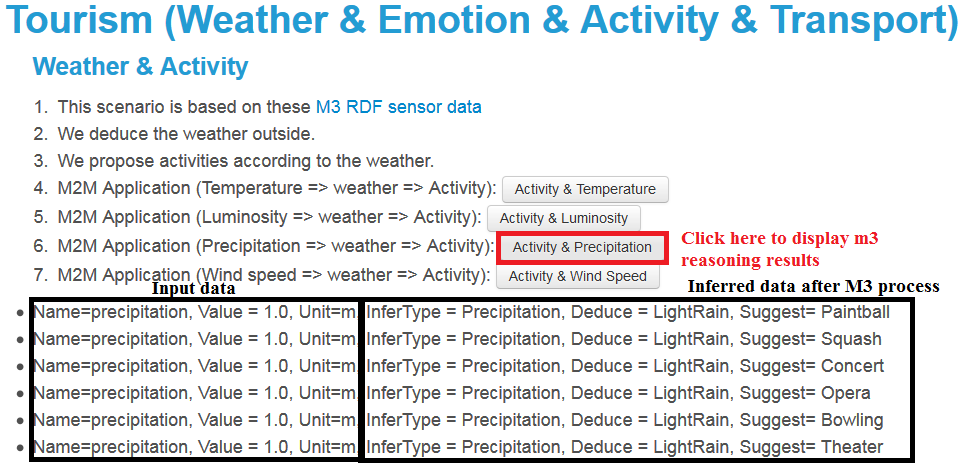 Tourism (Weather & Emotion & Activity & Transport)
Weather & Activity
1. This scenario is based on these M3 RDF sensor data
2. We deduce the weather outside.
3. We propose activities according to the weather.
4. M2M Application (Temperature => weather => Activity): Activity & Temperature
5. M2M Application (Luminosity => weather => Activity): Activity & Luminosity
6. M2M Application (Precipitation => weather => Activity): Activity & Precipitation
Click here to display m3
reasoning results
7. M2M Application (Wind speed => weather => Activity): Activity & Wind Speed
Input data
Inferred data after M3 process
• Name=precipitation, Value = 1.0, Unit=m, InferType = Precipitation, Deduce = LightRain, Suggest= Paintball
• Name=precipitation, Value = 1.0, Unit=m, InferType = Precipitation, Deduce = LightRain, Suggest= Squash
• Name=precipitation, Value = 1.0, Unit=m, InferType = Precipitation, Deduce = LightRain, Suggest= Concert
• Name=precipitation, Value = 1.0, Unit=m, InferType = Precipitation, Deduce = LightRain, Suggest= Opera
• Name=precipitation, Value = 1.0, Unit=m, InferType = Precipitation, Deduce = LightRain, Suggest= Bowling
• Name=precipitation, Value = 1.0, Unit=m, InferType = Precipitation, Deduce = LightRain, Suggest= Theater